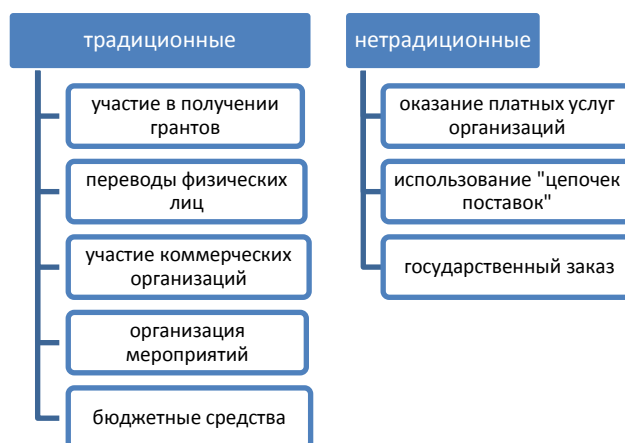 традиционные
участие в получении
грантов
переводы физических
лиц
участие коммерческих
организаций
организация
мероприятий
бюджетные средства
нетрадиционные
оказание платных услуг
организаций
использование "цепочек
поставок"
государственный заказ